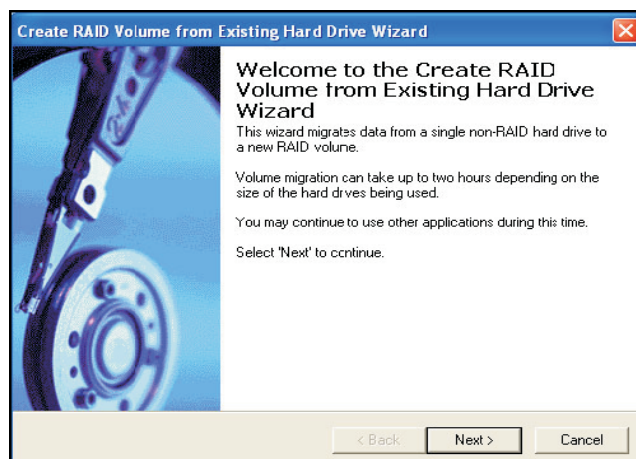 Create RAID Volume from Existing Hard Drive Wizard
Welcome to the Create RAID
Volume from Existing Hard Drive
Wizard
This wizard migrates data from a single non-RAID hard drive to
a new RAID volume.
Volume migration can take up to two hours depending on the
size of the hard drives being used.
You may continue to use other applications during this time.
Select 'Next' to continue.
< Back
Next >
Cancel